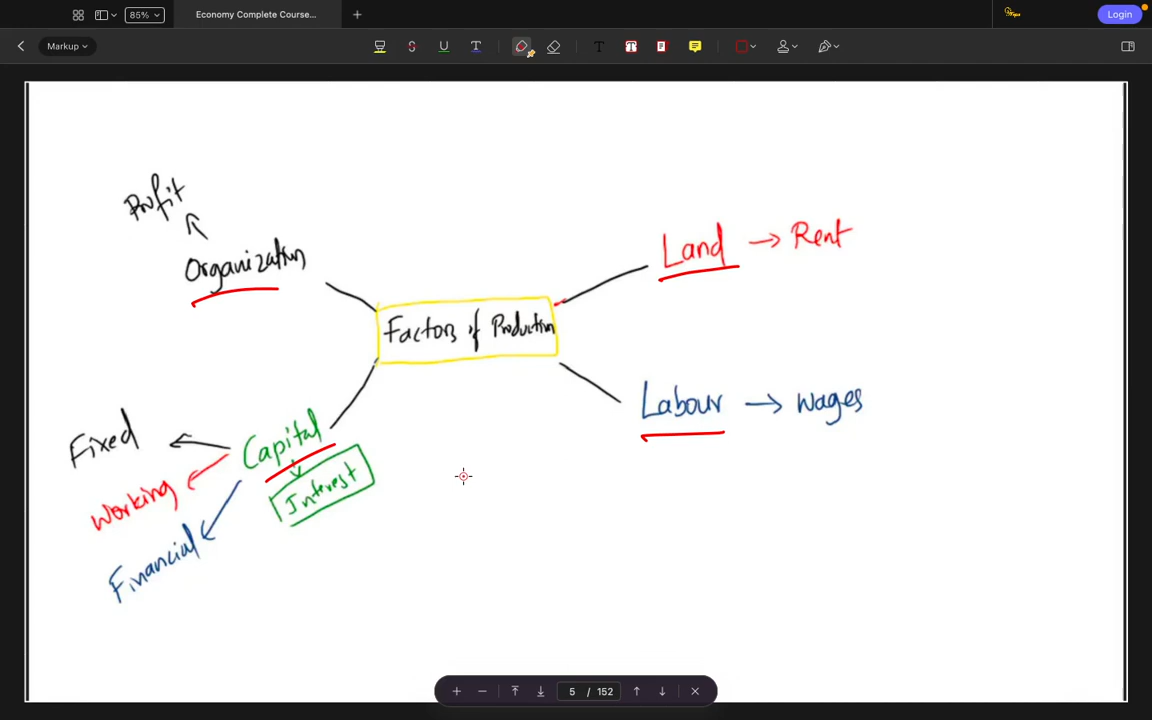 85%
Economy Complete Course...
Login
Markup
Profit
Organization
Land → Rent
Factors of Production
Labour → wages
Fixed
Capital
Interest
Working
Financial
5 / 152